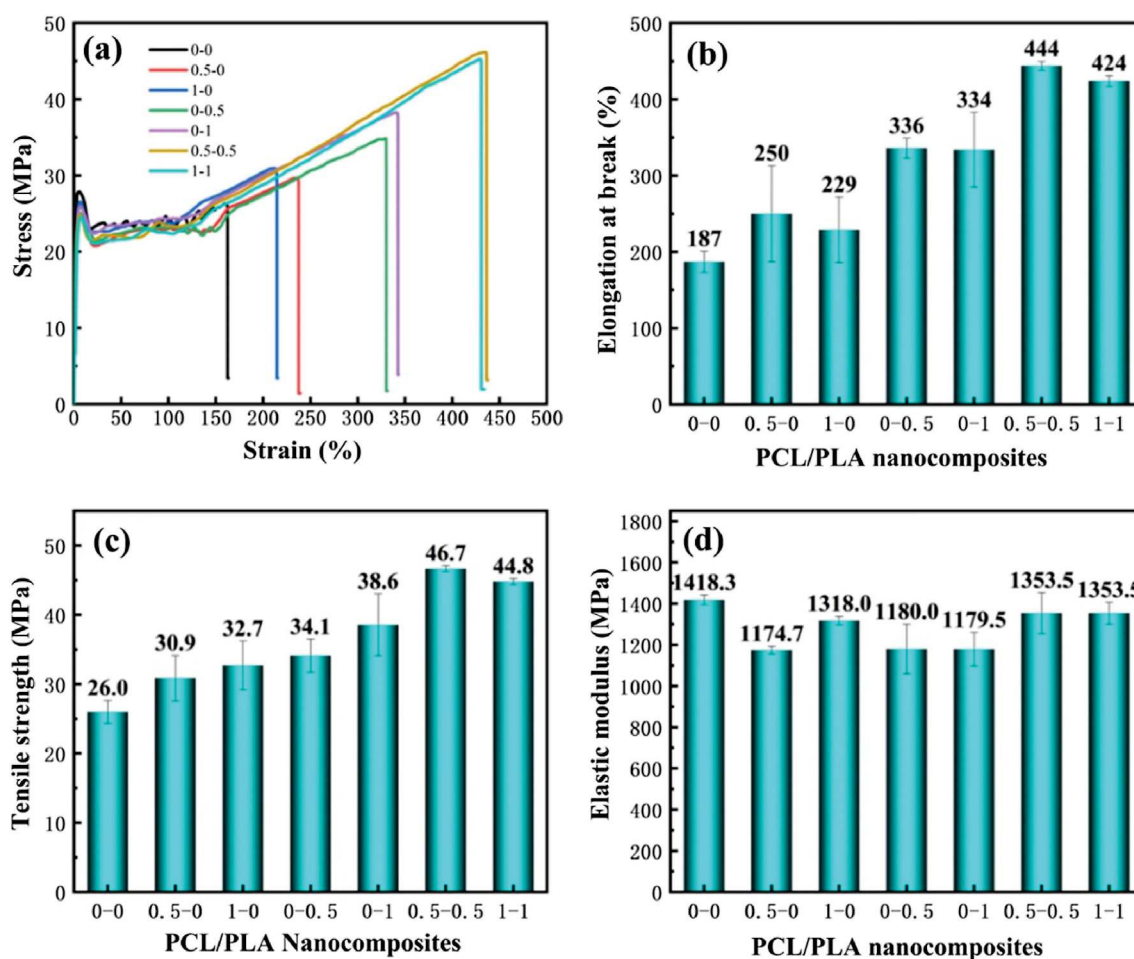 (a)
0-0
0.5-0
1-0
0-0.5
0-1
0.5-0.5
1-1
50
40
30
20
10
0
Stress (MPa)
0 50 100 150 200 250 300 350 400 450 500
Strain (%)
(b)
500
450
400
350
300
250
200
100
0
Elongation at break (%)
187 250 229 336 334 444 424
0-0 0.5-0 1-0 0-0.5 0-1 0.5-0.5 1-1
PCL/PLA nanocomposites
(c)
50
40
30
20
10
0
Tensile strength (MPa)
26.0 30.9 32.7 34.1 38.6 46.7 44.8
0-0 0.5-0 1-0 0-0.5 0-1 0.5-0.5 1-1
PCL/PLA Nanocomposites
(d)
1800
1600
1400
1200
1000
800
600
400
200
0
Elastic modulus (MPa)
1418.3 1174.7 1318.0 1180.0 1179.5 1353.5 1353.5
0-0 0.5-0 1-0 0-0.5 0-1 0.5-0.5 1-1
PCL/PLA nanocomposites